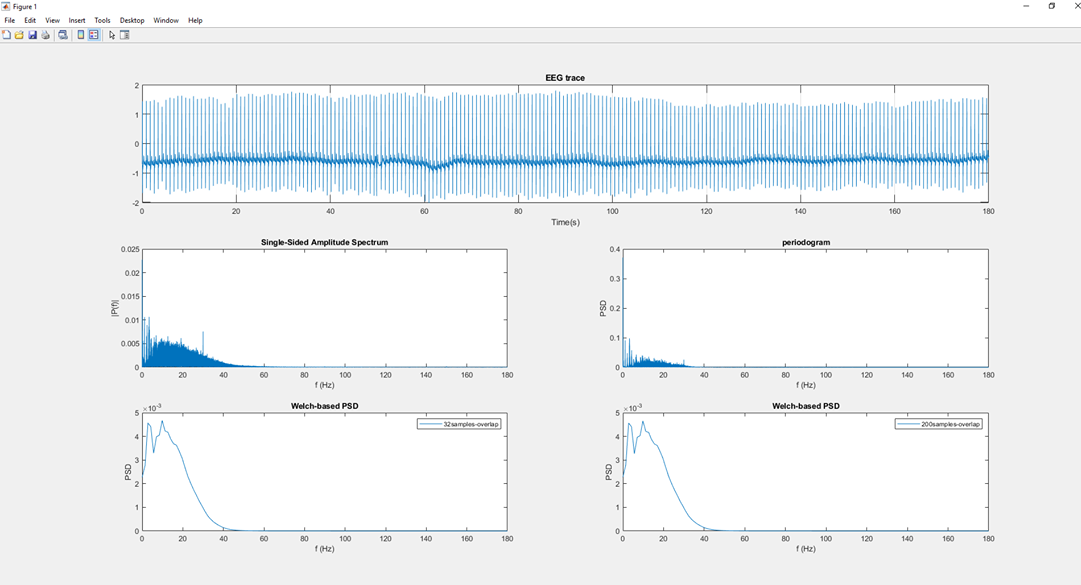 Figure 1
File Edit View Insert Tools Desktop Window Help
EEG trace
2
1
0
-1
-2
0 20 40 60 80 100 120 140 160 180
Time(s)
Single-Sided Amplitude Spectrum
0.025
0.02
0.015
0.01
0.005
0
|P(f)|
0 20 40 60 80 100 120 140 160 180
f (Hz)
periodogram
0.4
0.3
0.2
0.1
0
PSD
0 20 40 60 80 100 120 140 160 180
f (Hz)
Welch-based PSD
×10⁻³
5
4
3
2
1
0
PSD
32samples-overlap
0 20 40 60 80 100 120 140 160 180
f (Hz)
Welch-based PSD
×10⁻³
5
4
3
2
1
0
PSD
200samples-overlap
0 20 40 60 80 100 120 140 160 180
f (Hz)